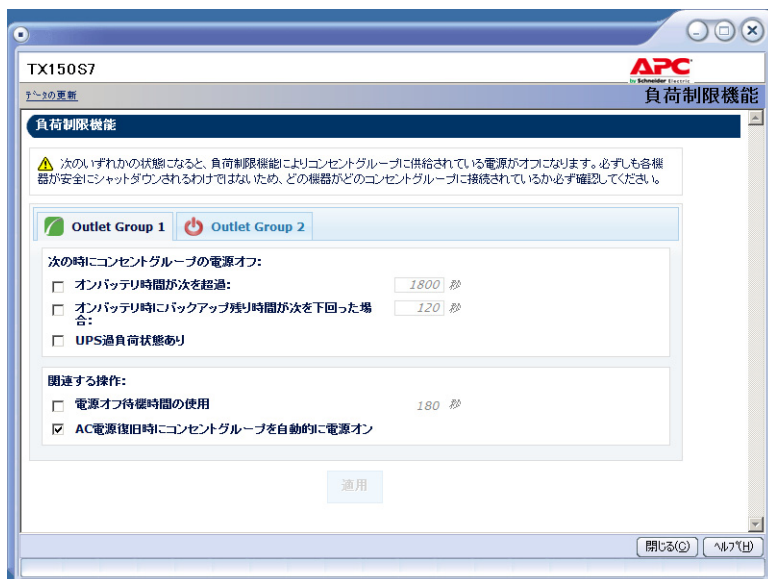 TX150S7
APC
by Schneider Electric
データの更新
負荷制限機能
負荷制限機能
次のいずれかの状態になると、負荷制限機能によりコンセントグループに供給されている電源がオフになります。必ずしも各機
器が安全にシャットダウンされるわけではないため、どの機器がどのコンセントグループに接続されているか必ず確認してください。
Outlet Group 1
Outlet Group 2
次の時にコンセントグループの電源オフ:
オンバッテリ時間が次を超過: 1800 秒
オンバッテリ時にバックアップ残り時間が次を下回った場 120 秒
合:
UPS過負荷状態あり
関連する操作:
電源オフ待機時間の使用 180 秒
AC電源復旧時にコンセントグループを自動的に電源オン
適用
閉じる(C)
ヘルプ(H)